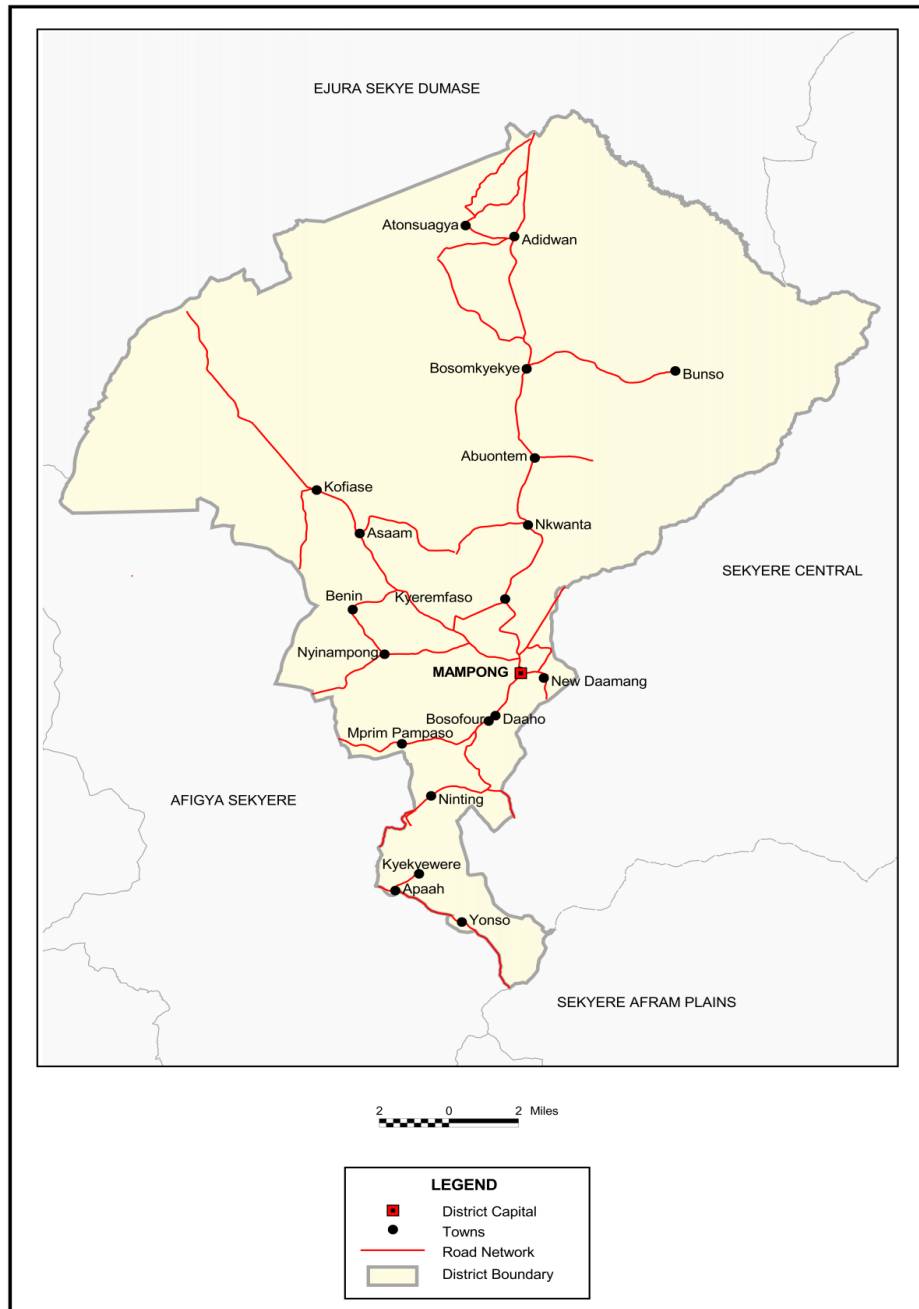 EJURA SEKYE DUMASE
Atonsuagya
Adidwan
Bosomkyekye
Bunso
Abuontem
Kofiase
Nkwanta
Asaam
SEKYERE CENTRAL
Benin
Kyeremfaso
Nyinampong
MAMPONG
New Daamang
Bosofour
Daaho
Mprim Pampaso
AFIGYA SEKYERE
Ninting
Kyekyewere
Apaah
Yonso
SEKYERE AFRAM PLAINS
2 0 2 Miles
LEGEND
District Capital
Towns
Road Network
District Boundary